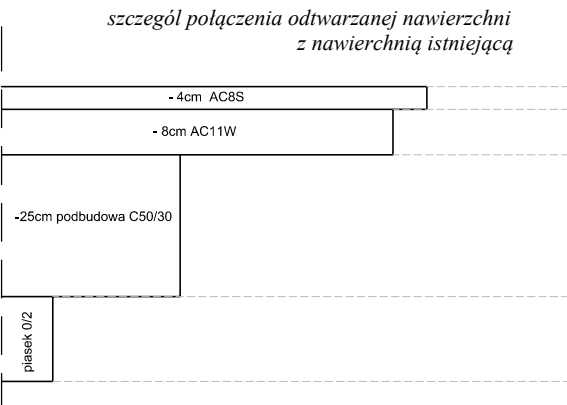 szczegól połączenia odtwarzanej nawierzchni
z nawierchnią istniejącą
- 4cm AC8S
- 8cm AC11W
-25cm podbudowa C50/30
piasek 0/2